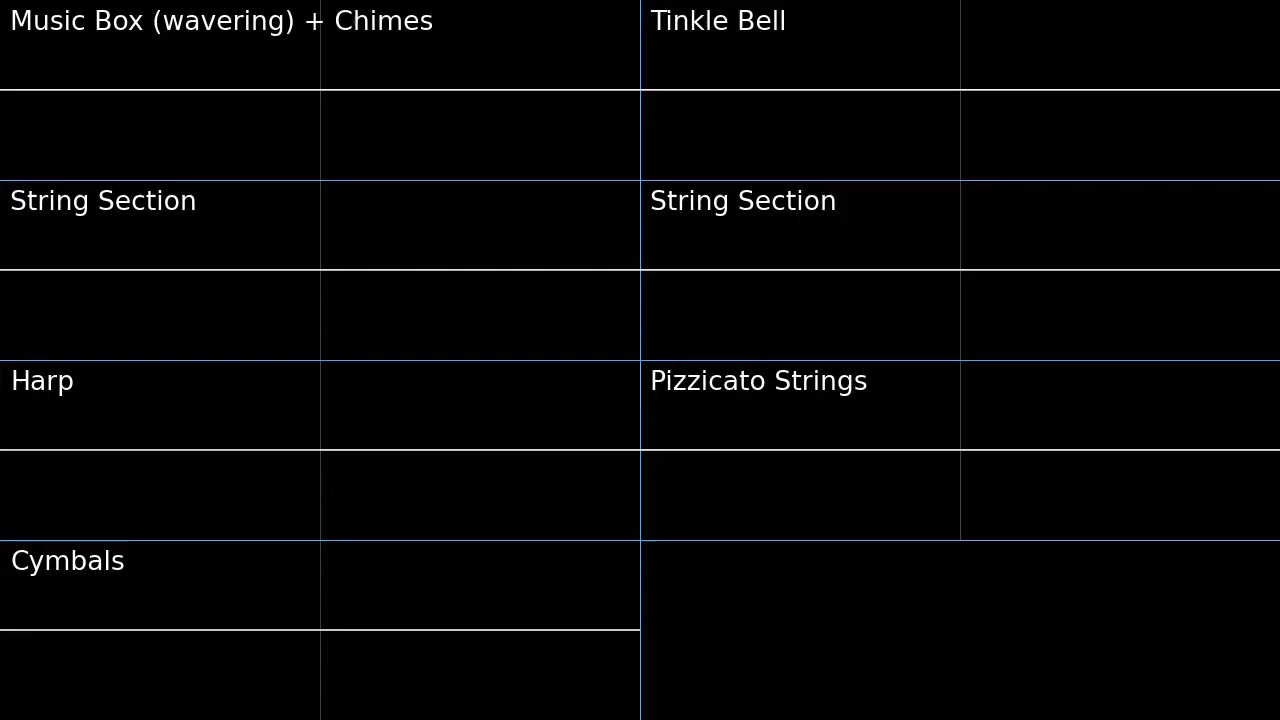 Music Box (wavering) + Chimes
Tinkle Bell
String Section
String Section
Harp
Pizzicato Strings
Cymbals